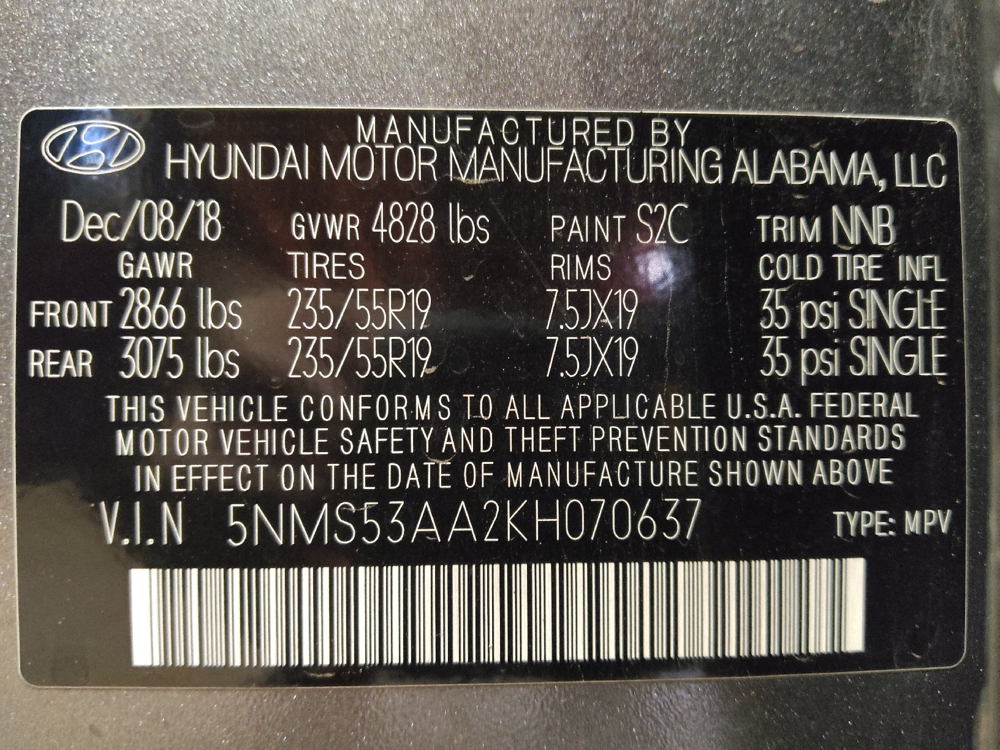 MANUFACTURED BY
HYUNDAI MOTOR MANUFACTURING ALABAMA, LLC
Dec/08/18 GVWR 4828 lbs PAINT S2C TRIM NNB
GAWR TIRES RIMS COLD TIRE INFL
FRONT 2866 lbs 235/55R19 7.5JX19 35 psi SINGLE
REAR 3075 lbs 235/55R19 7.5JX19 35 psi SINGLE
THIS VEHICLE CONFORMS TO ALL APPLICABLE U.S.A. FEDERAL
MOTOR VEHICLE SAFETY AND THEFT PREVENTION STANDARDS
IN EFFECT ON THE DATE OF MANUFACTURE SHOWN ABOVE
V.I.N 5NMS53AA2KH070637 TYPE: MPV